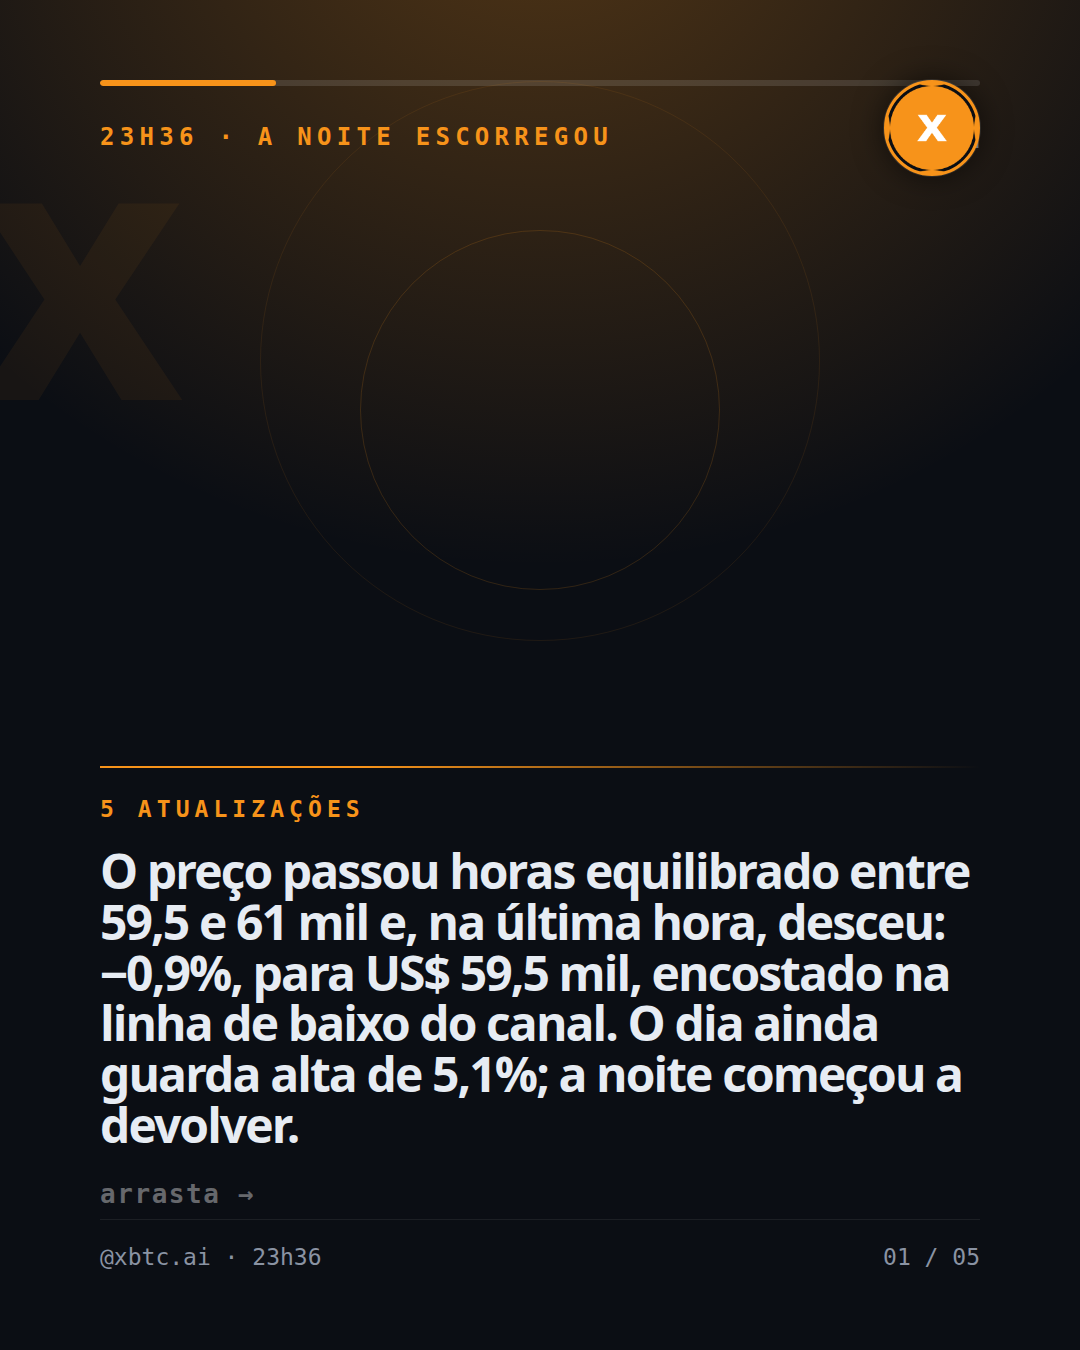 23H36 · A NOITE ESCORREGOU
x
x
5 ATUALIZAÇÕES
O preço passou horas equilibrado entre
59,5 e 61 mil e, na última hora, desceu:
−0,9%, para US$ 59,5 mil, encostado na
linha de baixo do canal. O dia ainda
guarda alta de 5,1%; a noite começou a
devolver.
arrasta →
@xbtc.ai · 23h36
01 / 05